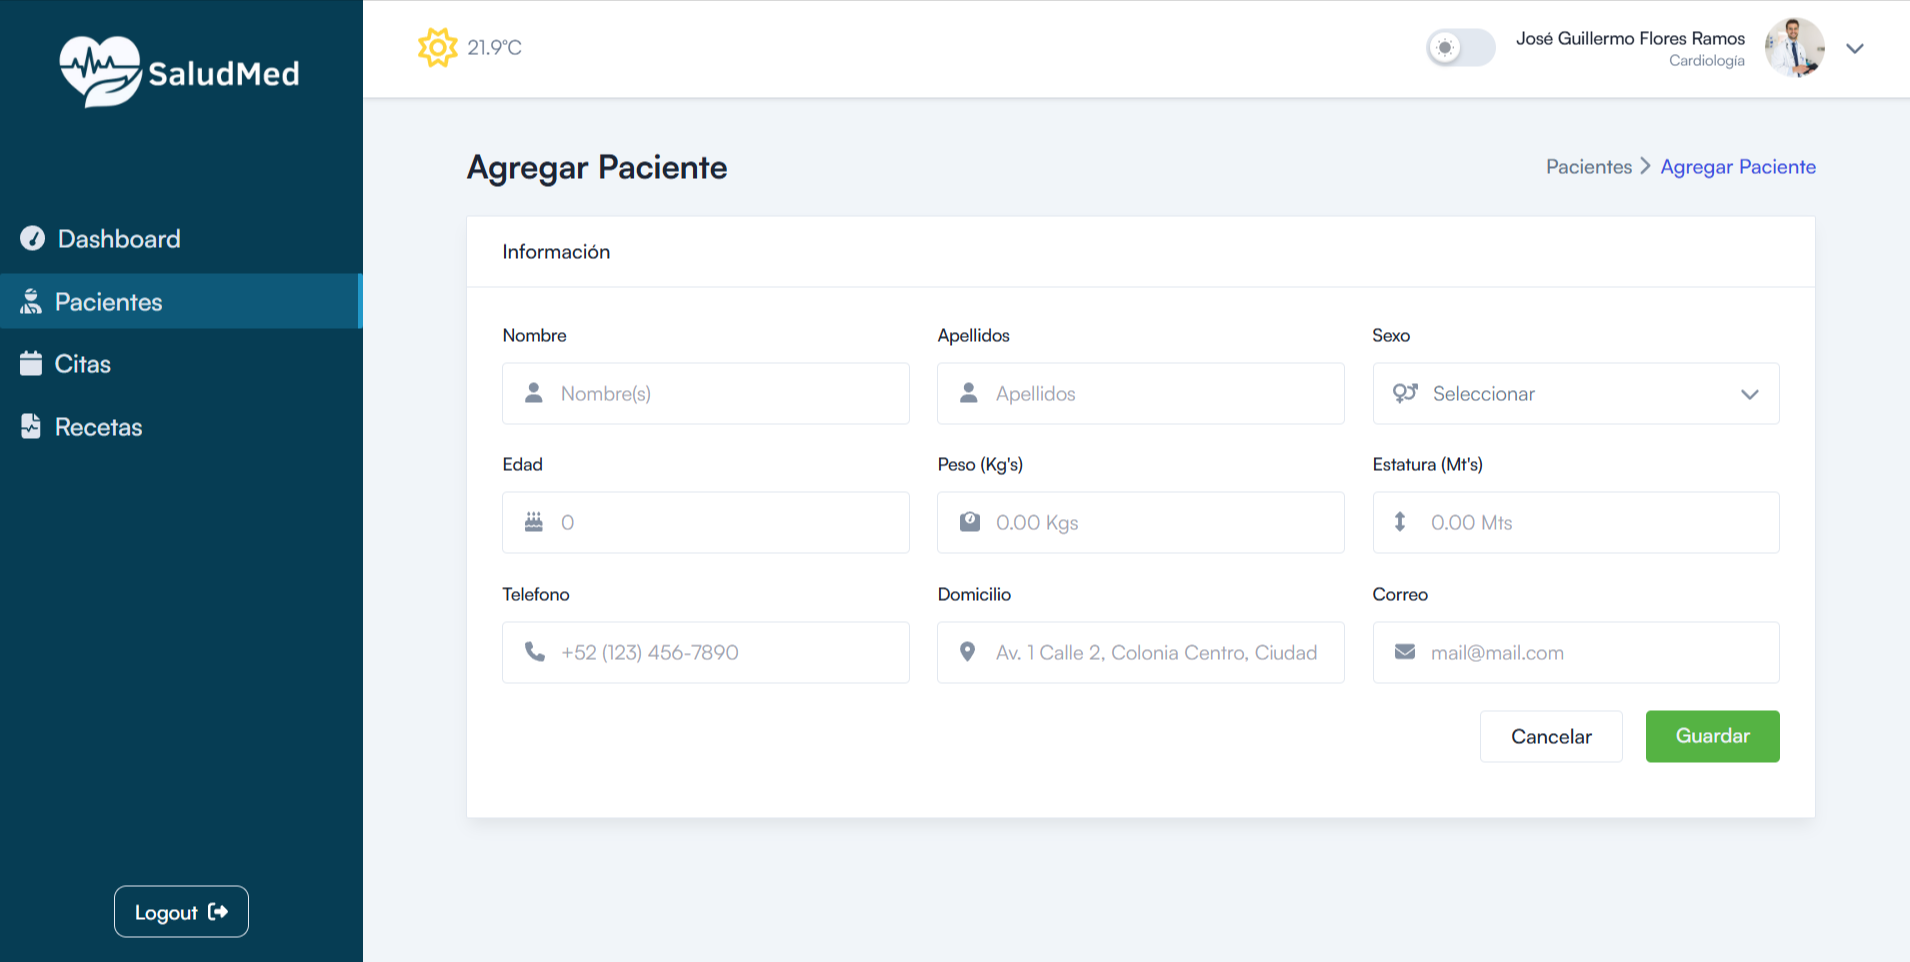 SaludMed
Dashboard
Pacientes
Citas
Recetas
Logout
21.9°C
José Guillermo Flores Ramos
Cardiología
Agregar Paciente
Pacientes > Agregar Paciente
Información
Nombre
Apellidos
Sexo
Nombre(s)
Apellidos
Seleccionar
Edad
Peso (Kg's)
Estatura (Mt's)
0
0.00 Kgs
0.00 Mts
Telefono
Domicilio
Correo
+52 (123) 456-7890
Av. 1 Calle 2, Colonia Centro, Ciudad
mail@mail.com
Cancelar
Guardar